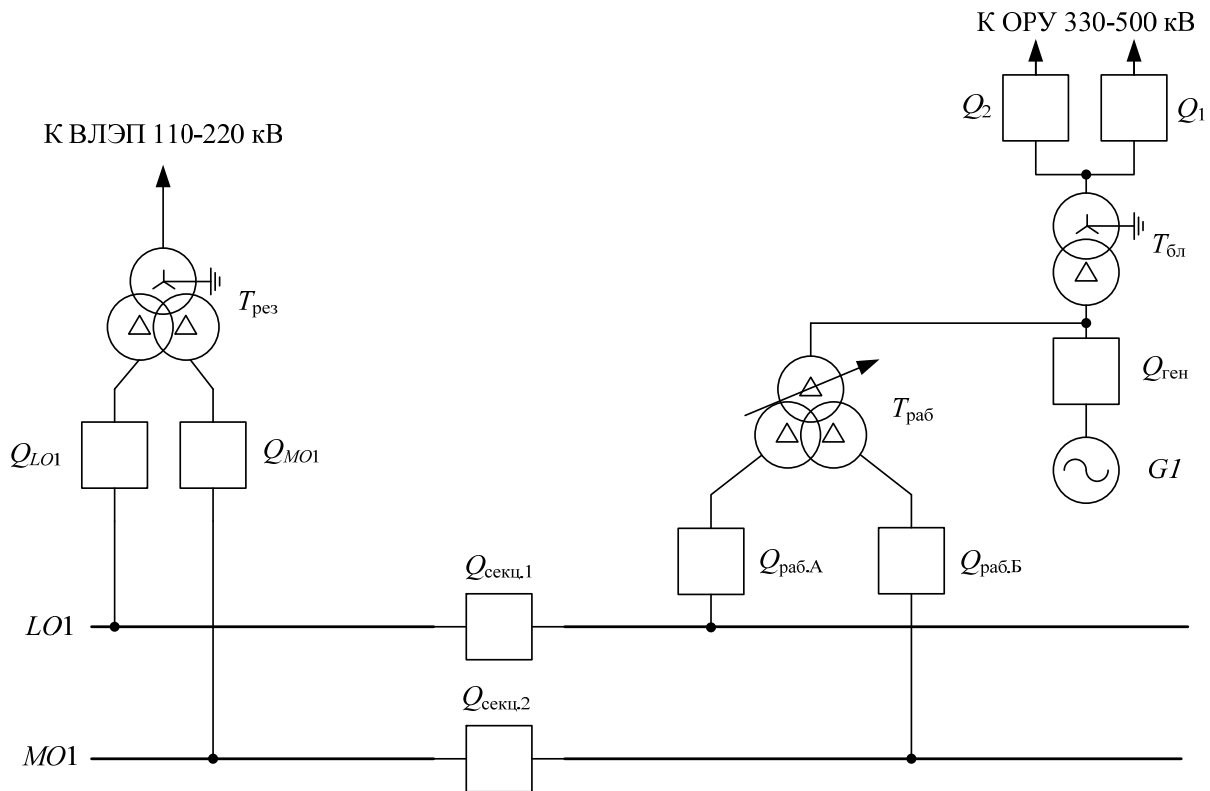 К ОРУ 330-500 кВ
Q2
Q1
К ВЛЭП 110-220 кВ
Tбл
Tрез
Qген
Tраб
QLO1
QMO1
G1
Qсекц.1
Qраб.А
Qраб.Б
LO1
Qсекц.2
MO1